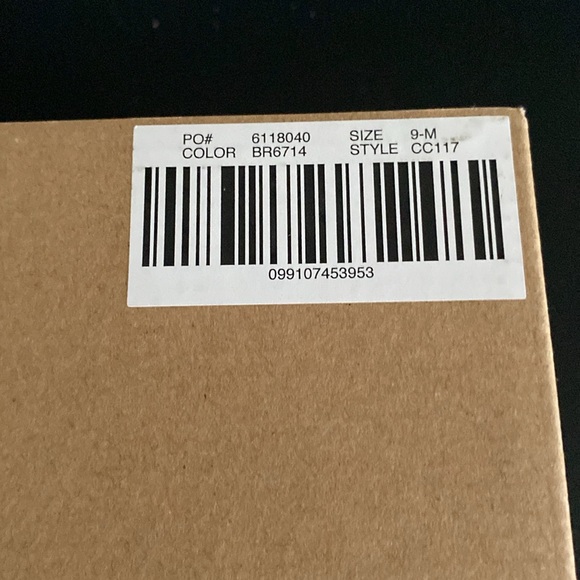 PO# 6118040 SIZE 9-M
COLOR BR6714 STYLE CC117
099107453953